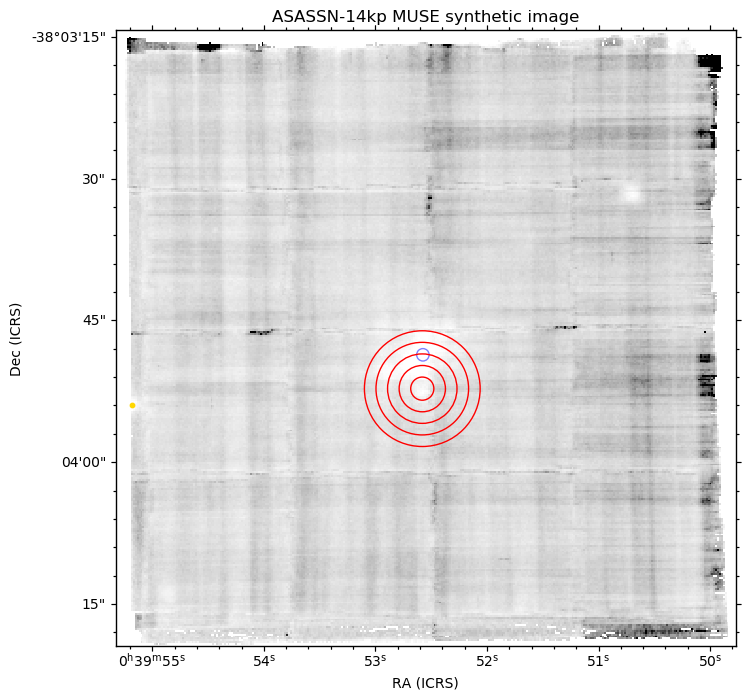 ASASSN-14kp MUSE synthetic image
-38°03'15"
30"
45"
04'00"
15"
Dec (ICRS)
0ʰ39ᵐ55ˢ 54ˢ 53ˢ 52ˢ 51ˢ 50ˢ
RA (ICRS)